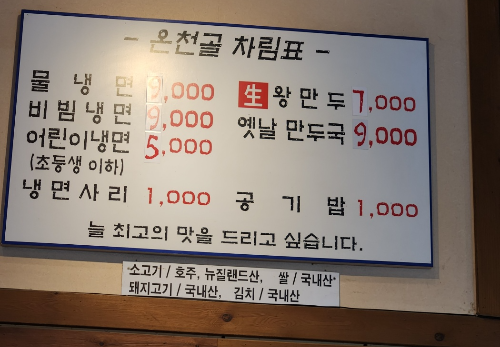 - 온천골 차림표 -
물 냉 면 9,000
비 빔 냉 면 9,000
어린이냉면 5,000
(초등생 이하)
냉 면 사 리 1,000
生 왕 만 두 7,000
옛날 만두국 9,000
공 기 밥 1,000
늘 최고의 맛을 드리고 싶습니다.
소고기 / 호주, 뉴질랜드산, 쌀 / 국내산
돼지고기 / 국내산, 김치 / 국내산